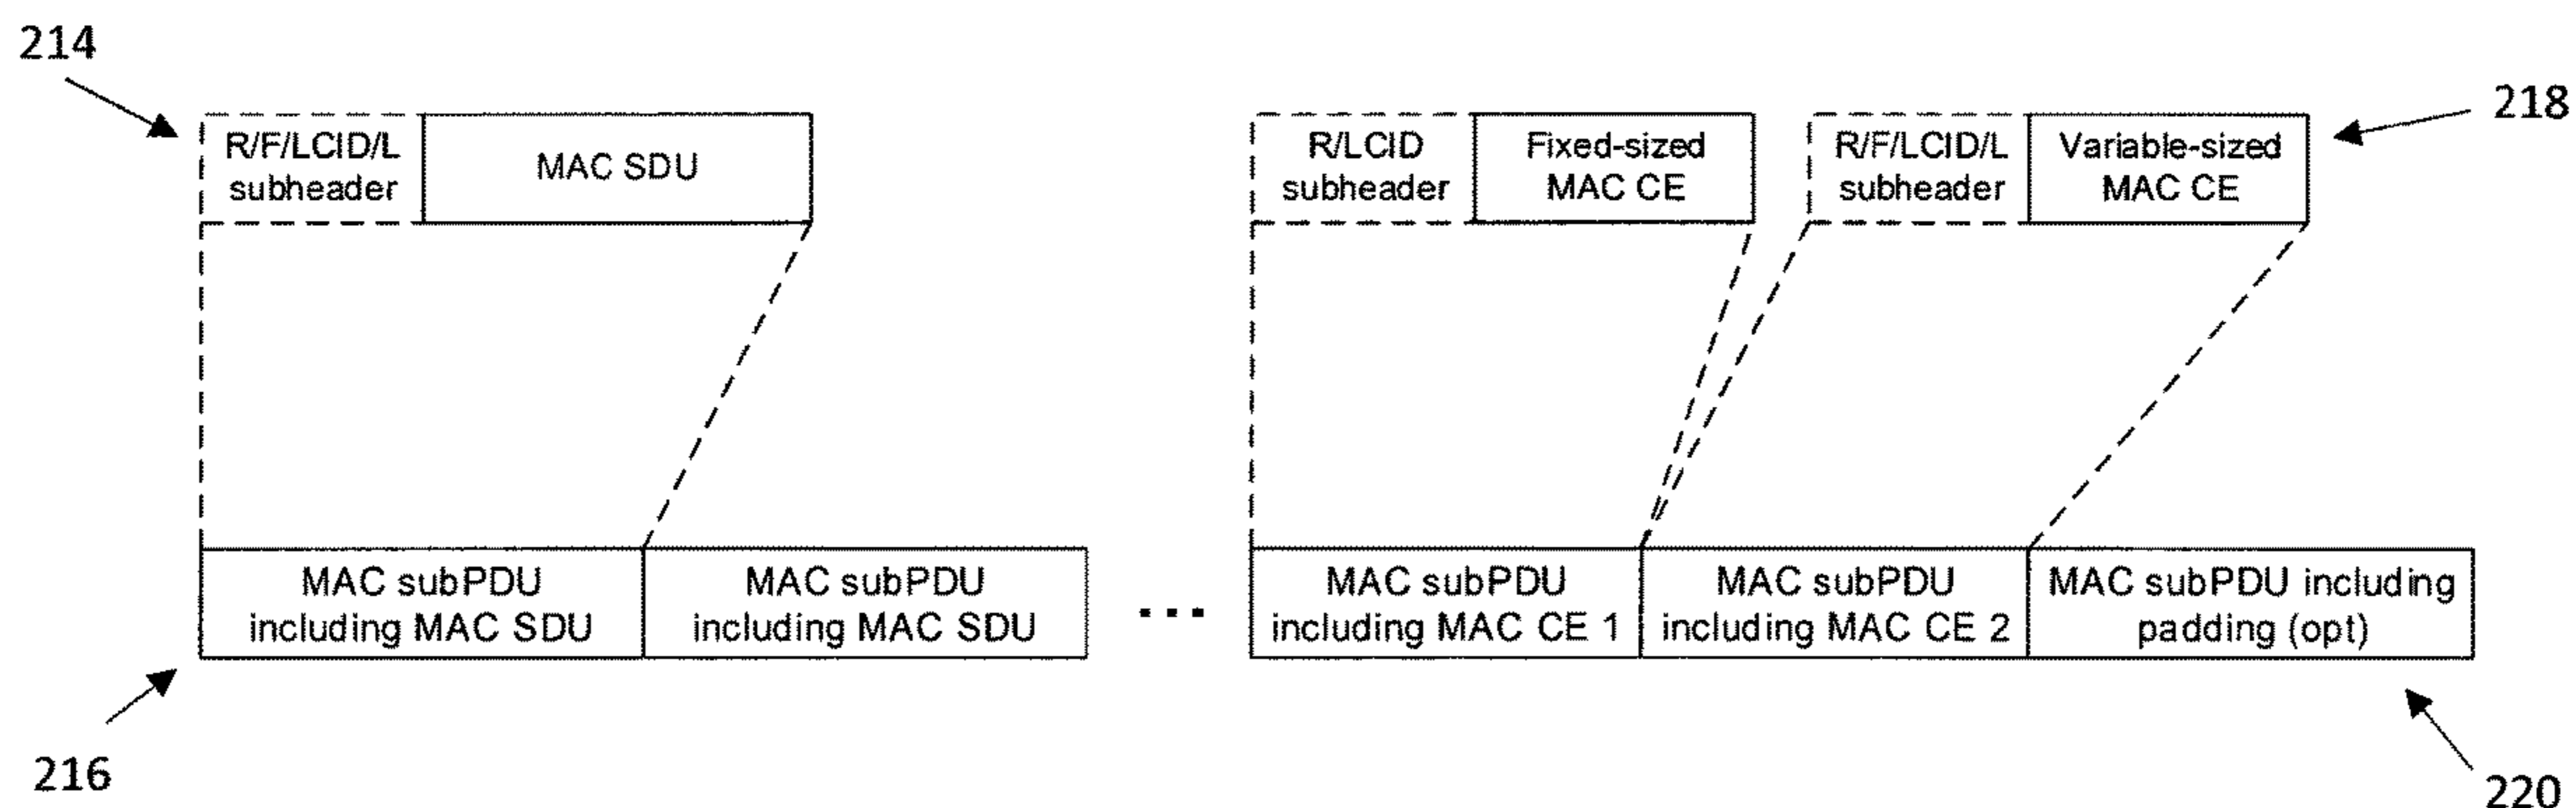 214
R/F/LCID/L
subheader
MAC SDU
R/LCID
subheader
Fixed-sized
MAC CE
R/F/LCID/L
subheader
Variable-sized
MAC CE
218
MAC subPDU
including MAC SDU
MAC subPDU
including MAC SDU
...
MAC subPDU
including MAC CE 1
MAC subPDU
including MAC CE 2
MAC subPDU including
padding (opt)
216
220